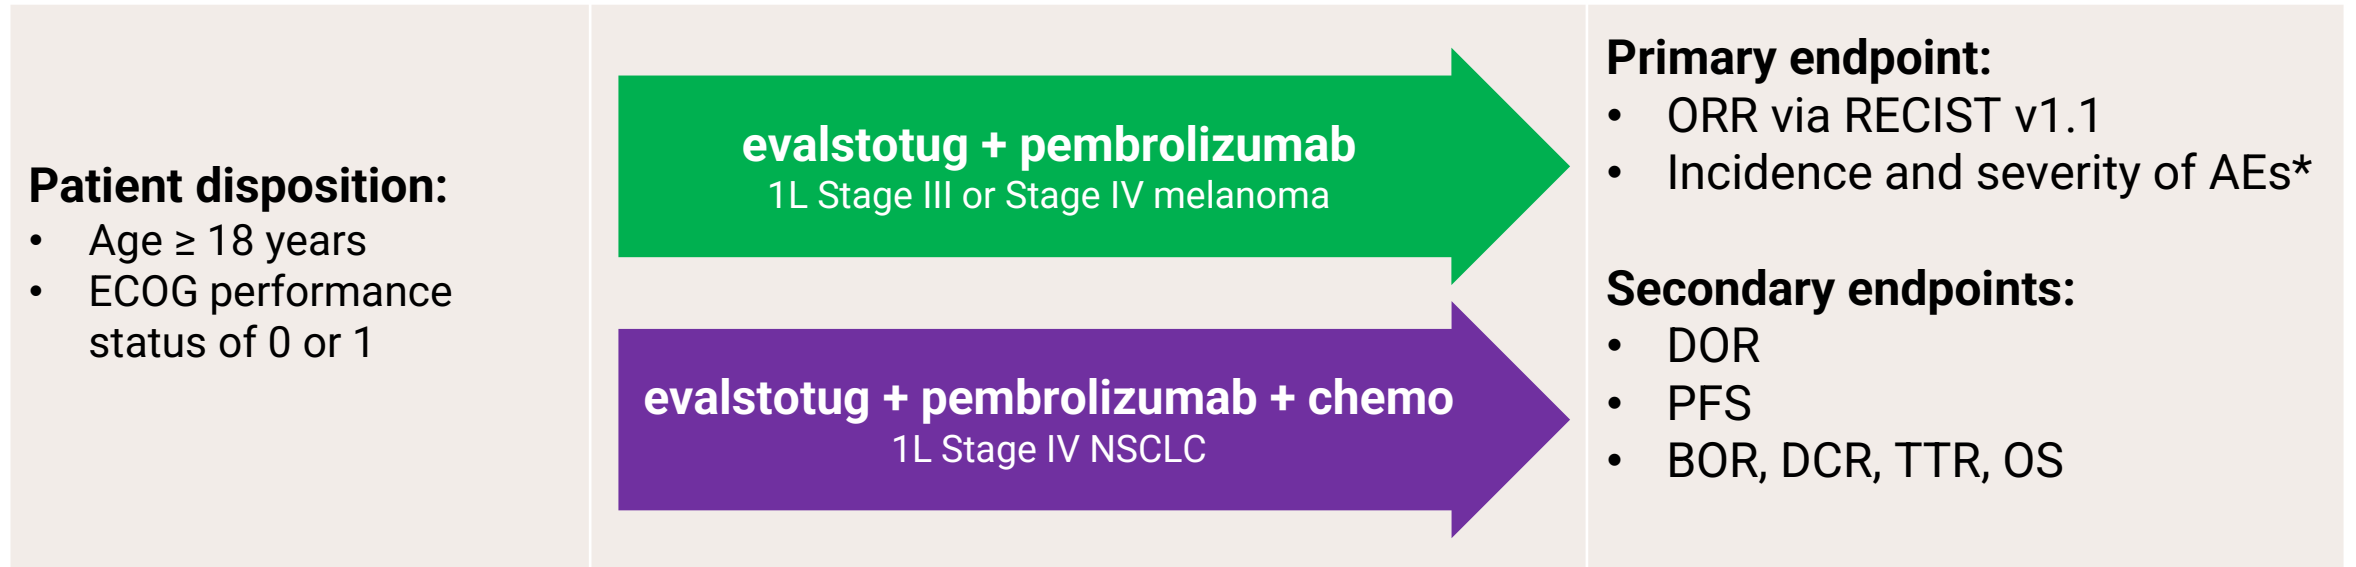 Patient disposition:
• Age ≥ 18 years
• ECOG performance
status of 0 or 1
evalstotug + pembrolizumab
1L Stage III or Stage IV melanoma
evalstotug + pembrolizumab + chemo
1L Stage IV NSCLC
Primary endpoint:
• ORR via RECIST v1.1
• Incidence and severity of AEs*
Secondary endpoints:
• DOR
• PFS
• BOR, DCR, TTR, OS